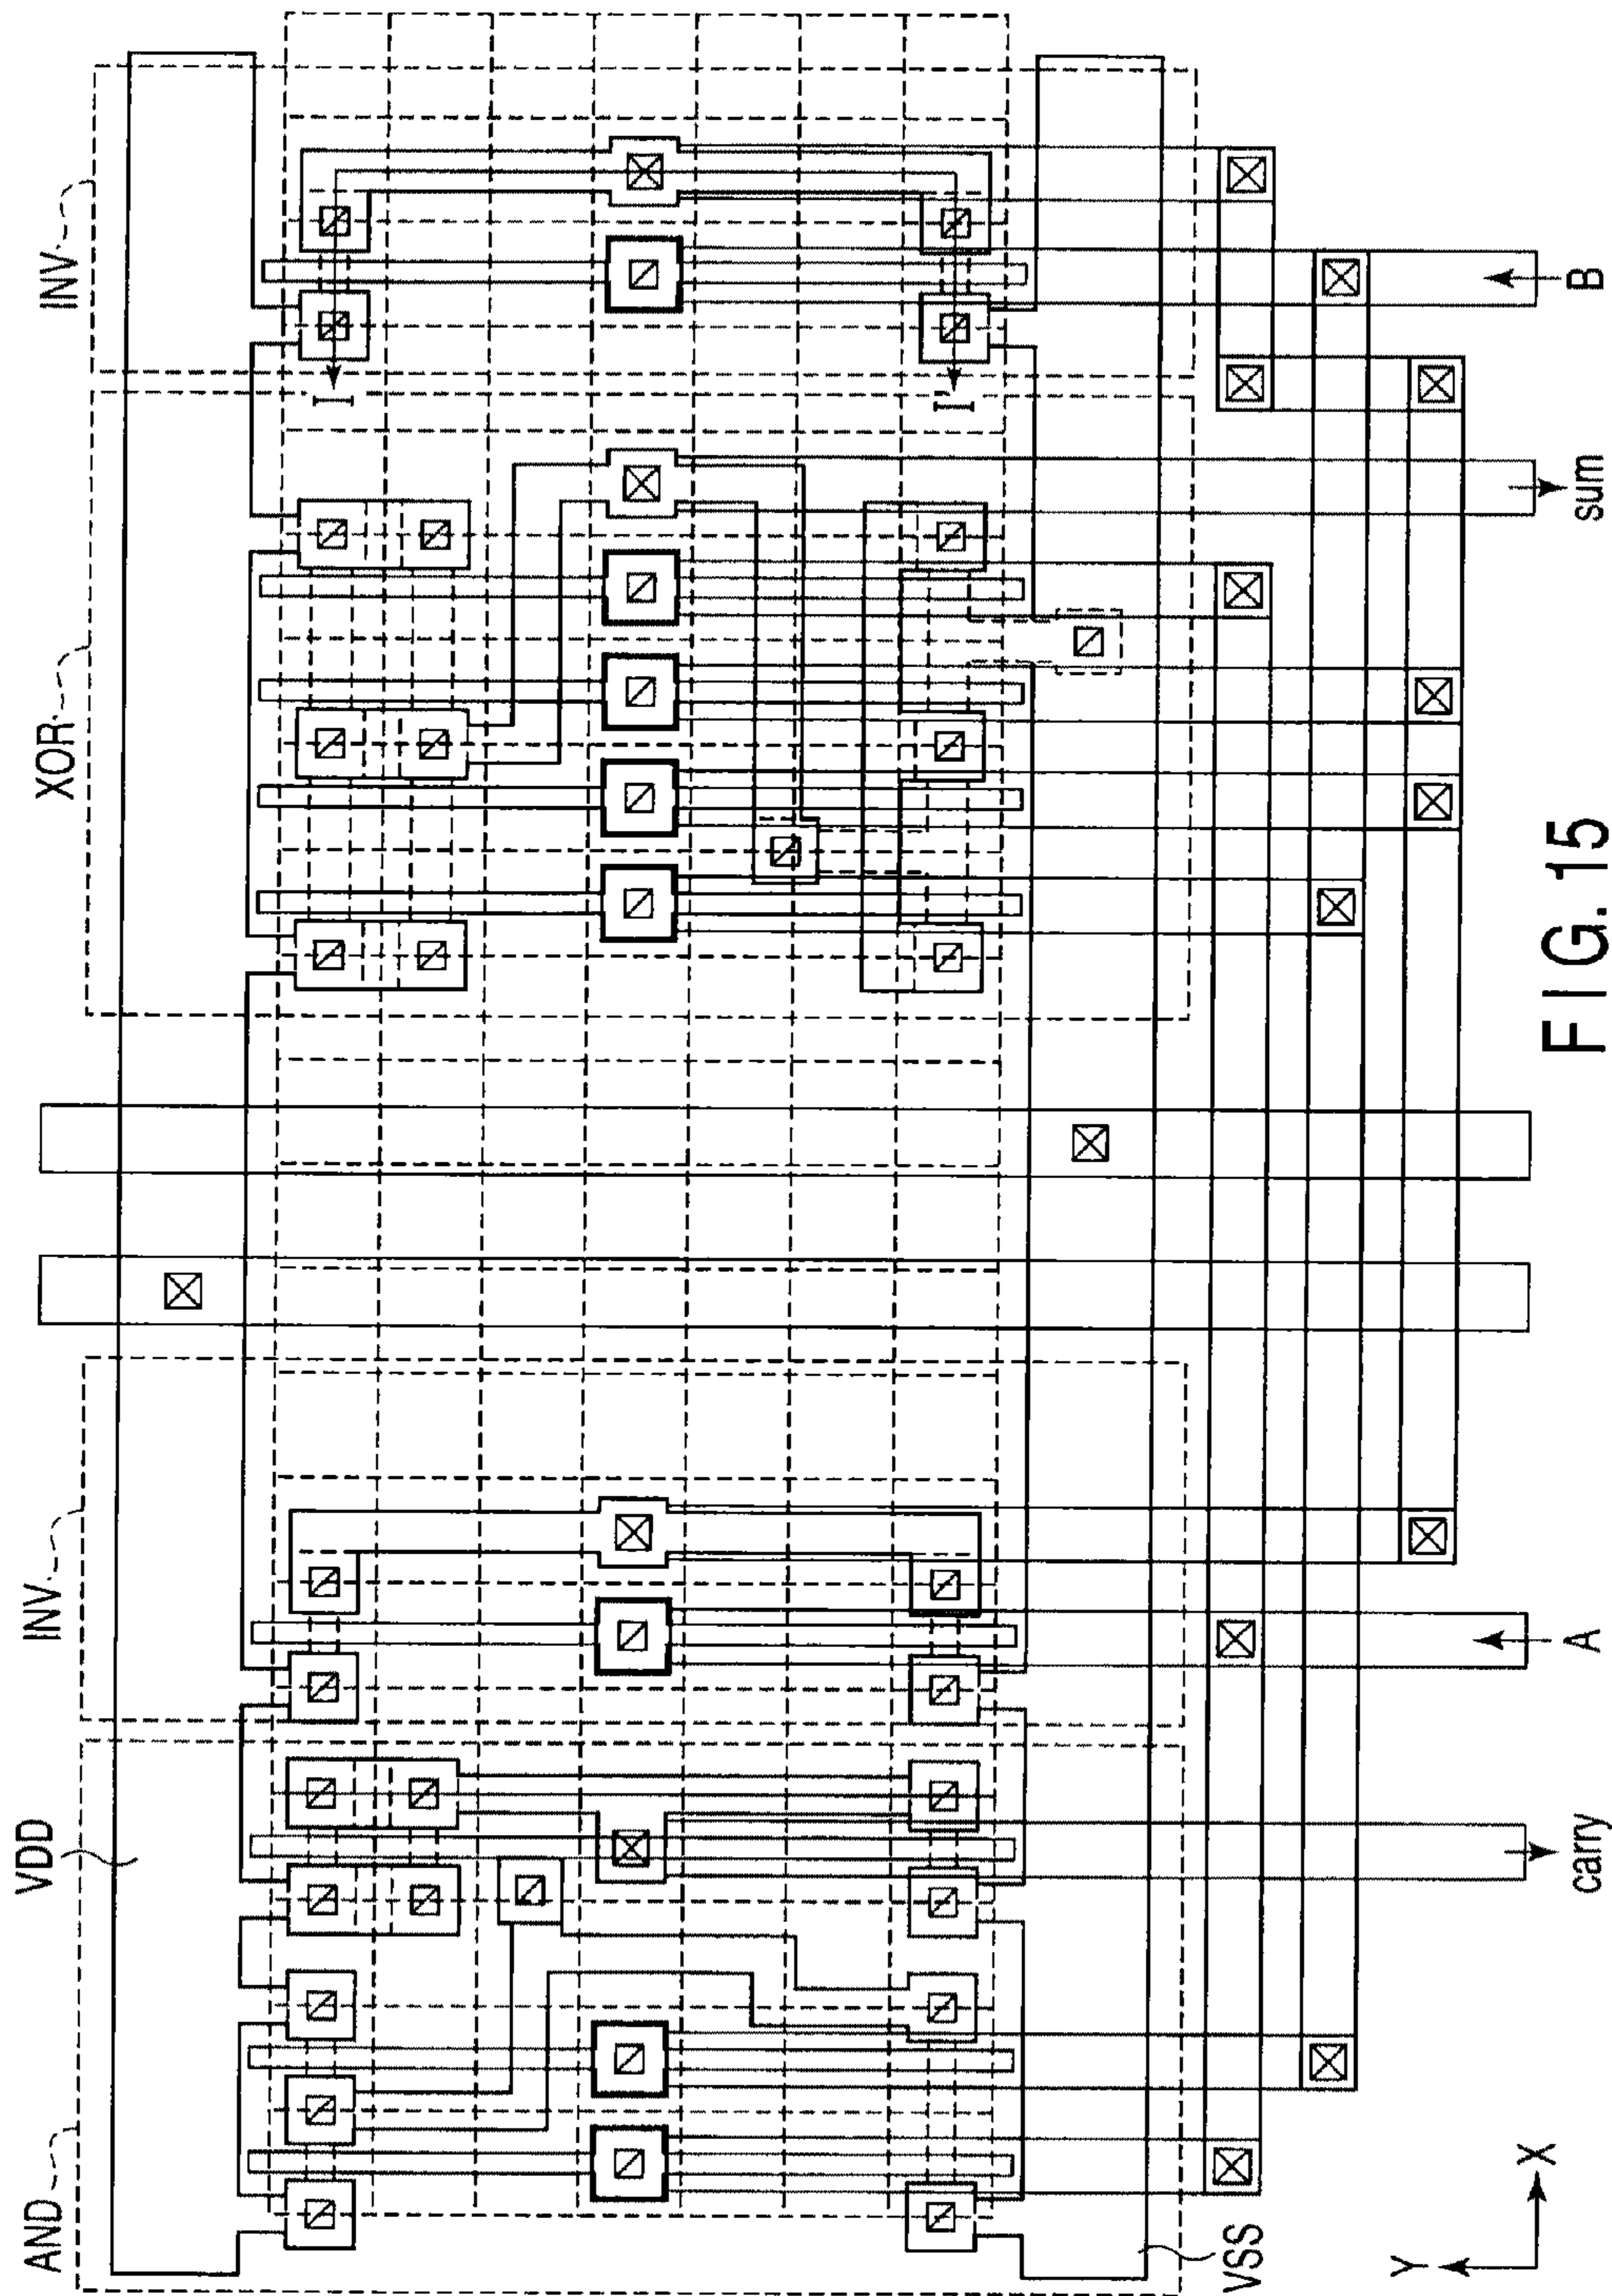 AND
VDD
INV
XOR
INV
I
I
VSS
Y
X
carry
A
sum
B
FIG. 15